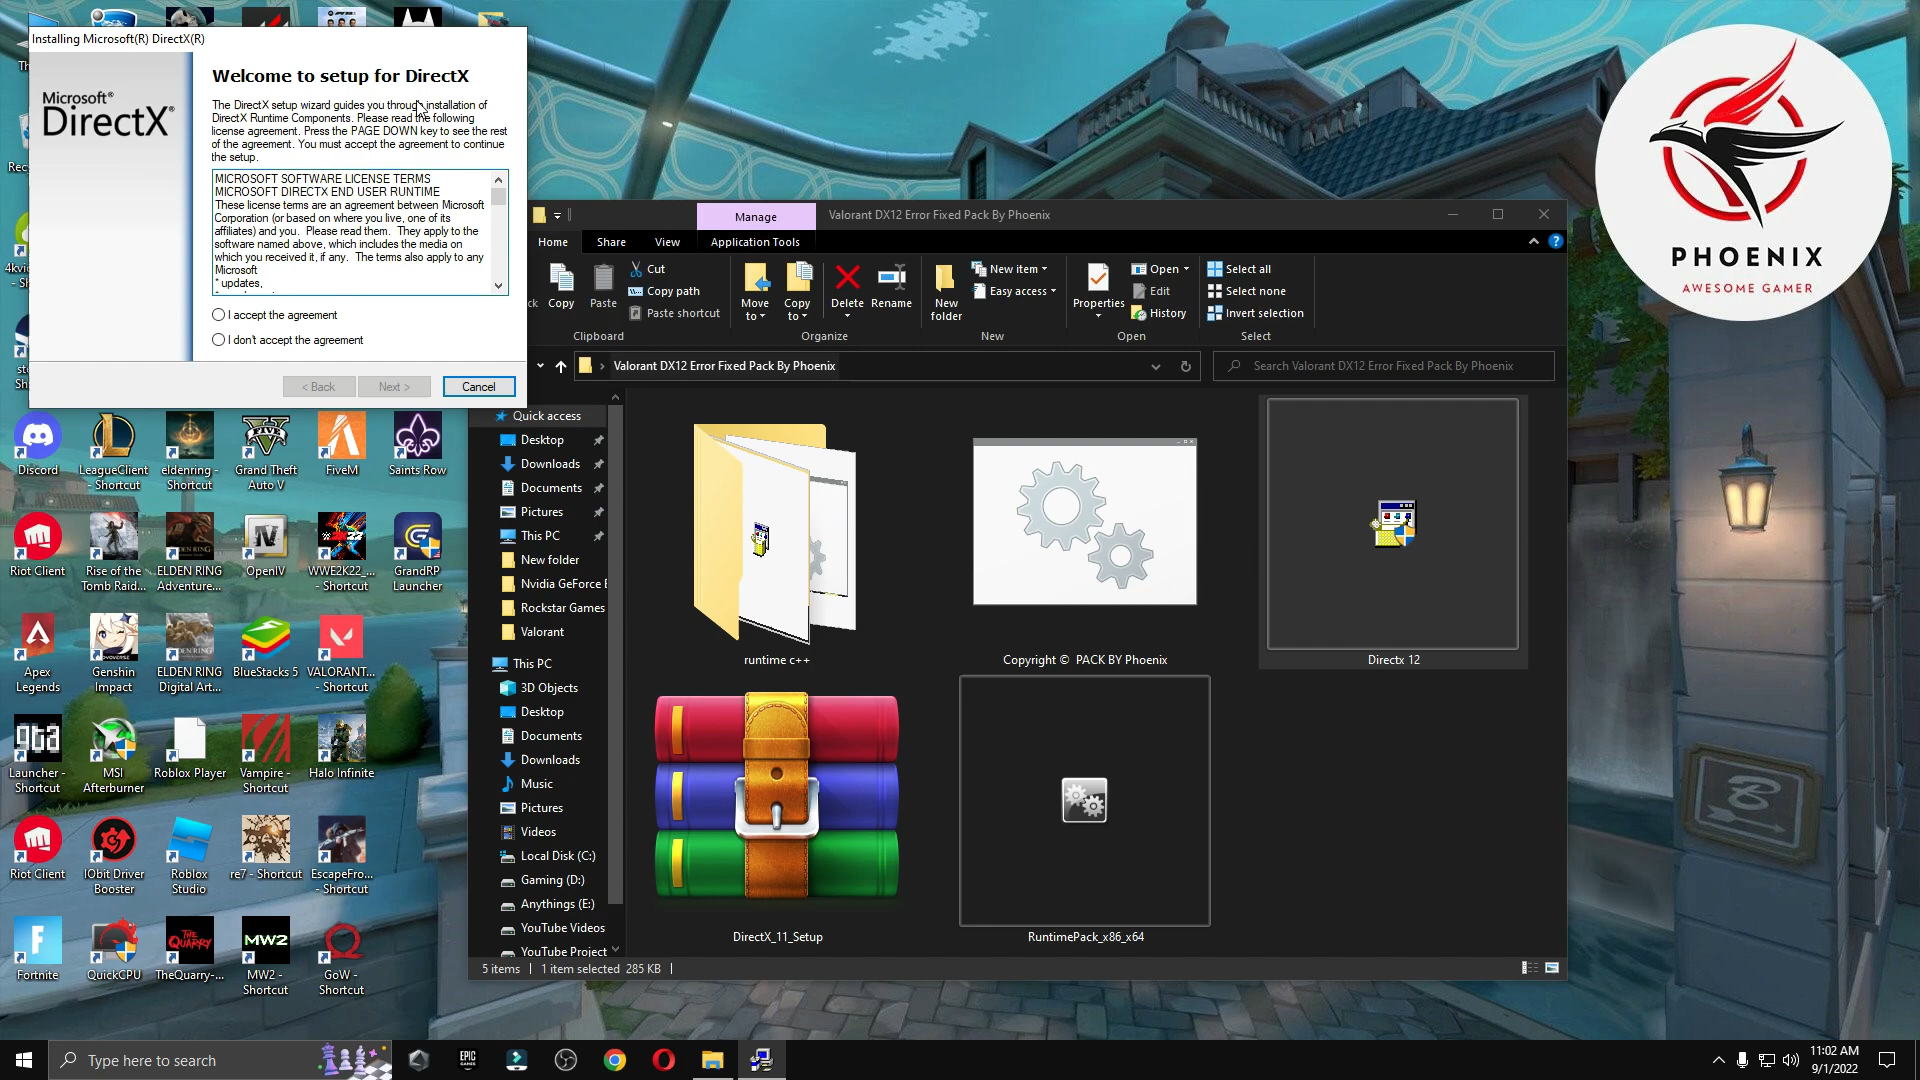 Installing Microsoft(R) DirectX(R)
Microsoft®
DirectX®
Welcome to setup for DirectX
The DirectX setup wizard guides you through installation of
DirectX Runtime Components. Please read the following
license agreement. Press the PAGE DOWN key to see the rest
of the agreement. You must accept the agreement to continue
the setup.
MICROSOFT SOFTWARE LICENSE TERMS
MICROSOFT DIRECTX END USER RUNTIME
These license terms are an agreement between Microsoft
Corporation (or based on where you live, one of its
affiliates) and you.  Please read them.  They apply to the
software named above, which includes the media on
which you received it, if any.  The terms also apply to any
Microsoft
* updates,
I accept the agreement
I don't accept the agreement
< Back
Next >
Cancel
PHOENIX
AWESOME GAMER
Manage
Valorant DX12 Error Fixed Pack By Phoenix
Home
Share
View
Application Tools
Copy
Paste
Cut
Copy path
Paste shortcut
Clipboard
Move to
Copy to
Delete
Rename
Organize
New folder
New item
Easy access
New
Properties
Open
Edit
History
Open
Select all
Select none
Invert selection
Select
Valorant DX12 Error Fixed Pack By Phoenix
Search Valorant DX12 Error Fixed Pack By Phoenix
Quick access
Desktop
Downloads
Documents
Pictures
This PC
New folder
Nvidia GeForce E
Rockstar Games
Valorant
This PC
3D Objects
Desktop
Documents
Downloads
Music
Pictures
Videos
Local Disk (C:)
Gaming (D:)
Anythings (E:)
YouTube Videos
YouTube Project
runtime c++
Copyright ©  PACK BY Phoenix
Directx 12
DirectX_11_Setup
RuntimePack_x86_x64
5 items
1 item selected  285 KB
Discord
LeagueClient - Shortcut
eldenring - Shortcut
Grand Theft Auto V
FiveM
Saints Row
Riot Client
Rise of the Tomb Raid...
ELDEN RING Adventure...
OpenIV
WWE2K22_... - Shortcut
GrandRP Launcher
Apex Legends
Genshin Impact
ELDEN RING Digital Art...
BlueStacks 5
VALORANT... - Shortcut
Launcher - Shortcut
MSI Afterburner
Roblox Player
Vampire - Shortcut
Halo Infinite
Riot Client
IObit Driver Booster
Roblox Studio
re7 - Shortcut
EscapeFro... - Shortcut
Fortnite
QuickCPU
TheQuarry-...
MW2 - Shortcut
GoW - Shortcut
B
Type here to search
11:02 AM
9/1/2022